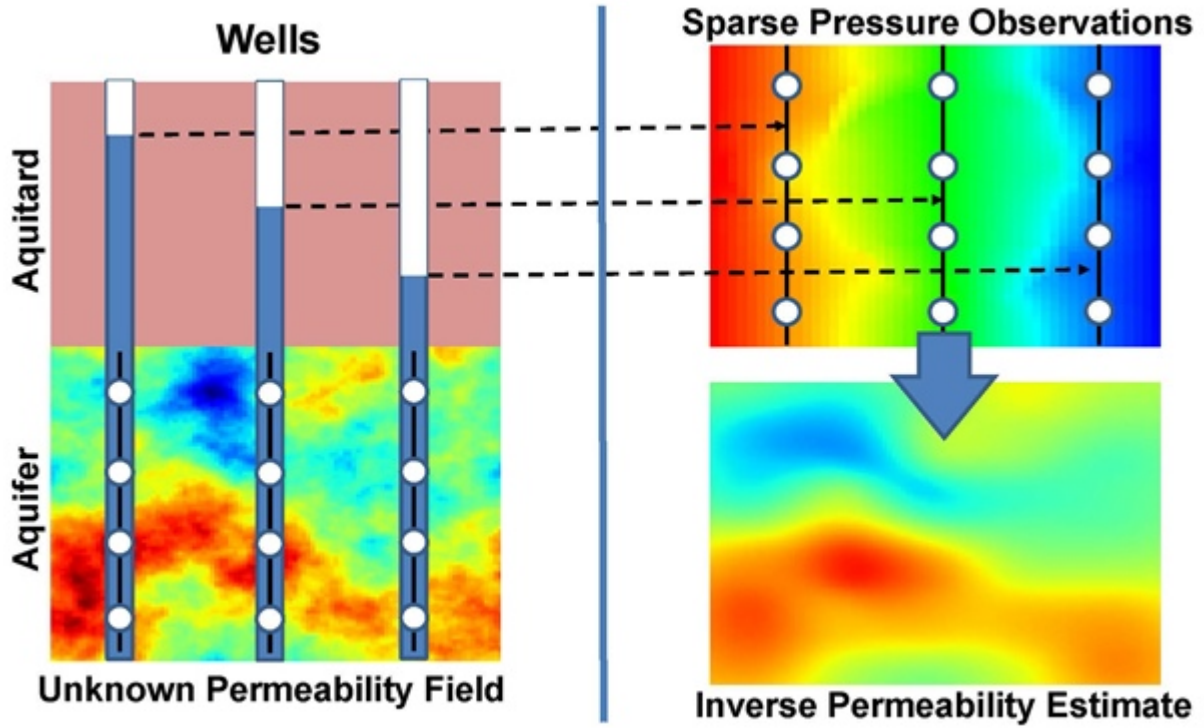 Wells
Aquitard
Aquifer
Unknown Permeability Field
Sparse Pressure Observations
Inverse Permeability Estimate